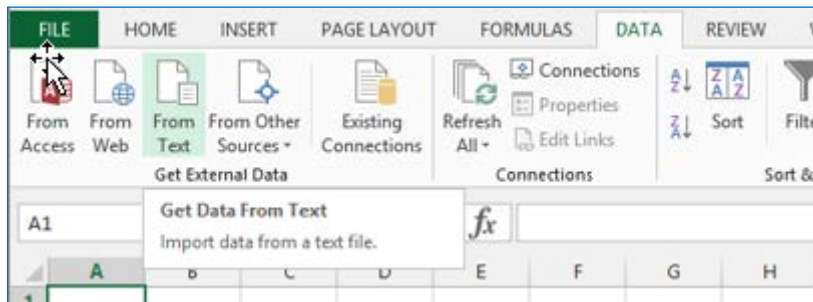 FILE HOME INSERT PAGE LAYOUT FORMULAS DATA REVIEW
From Access From Web From Text From Other Sources Existing Connections Refresh All Connections Properties Edit Links A Z Z A Sort Filte
Get External Data Connections Sort &
A1 Get Data From Text fx
Import data from a text file.
A B C D E F G H
1